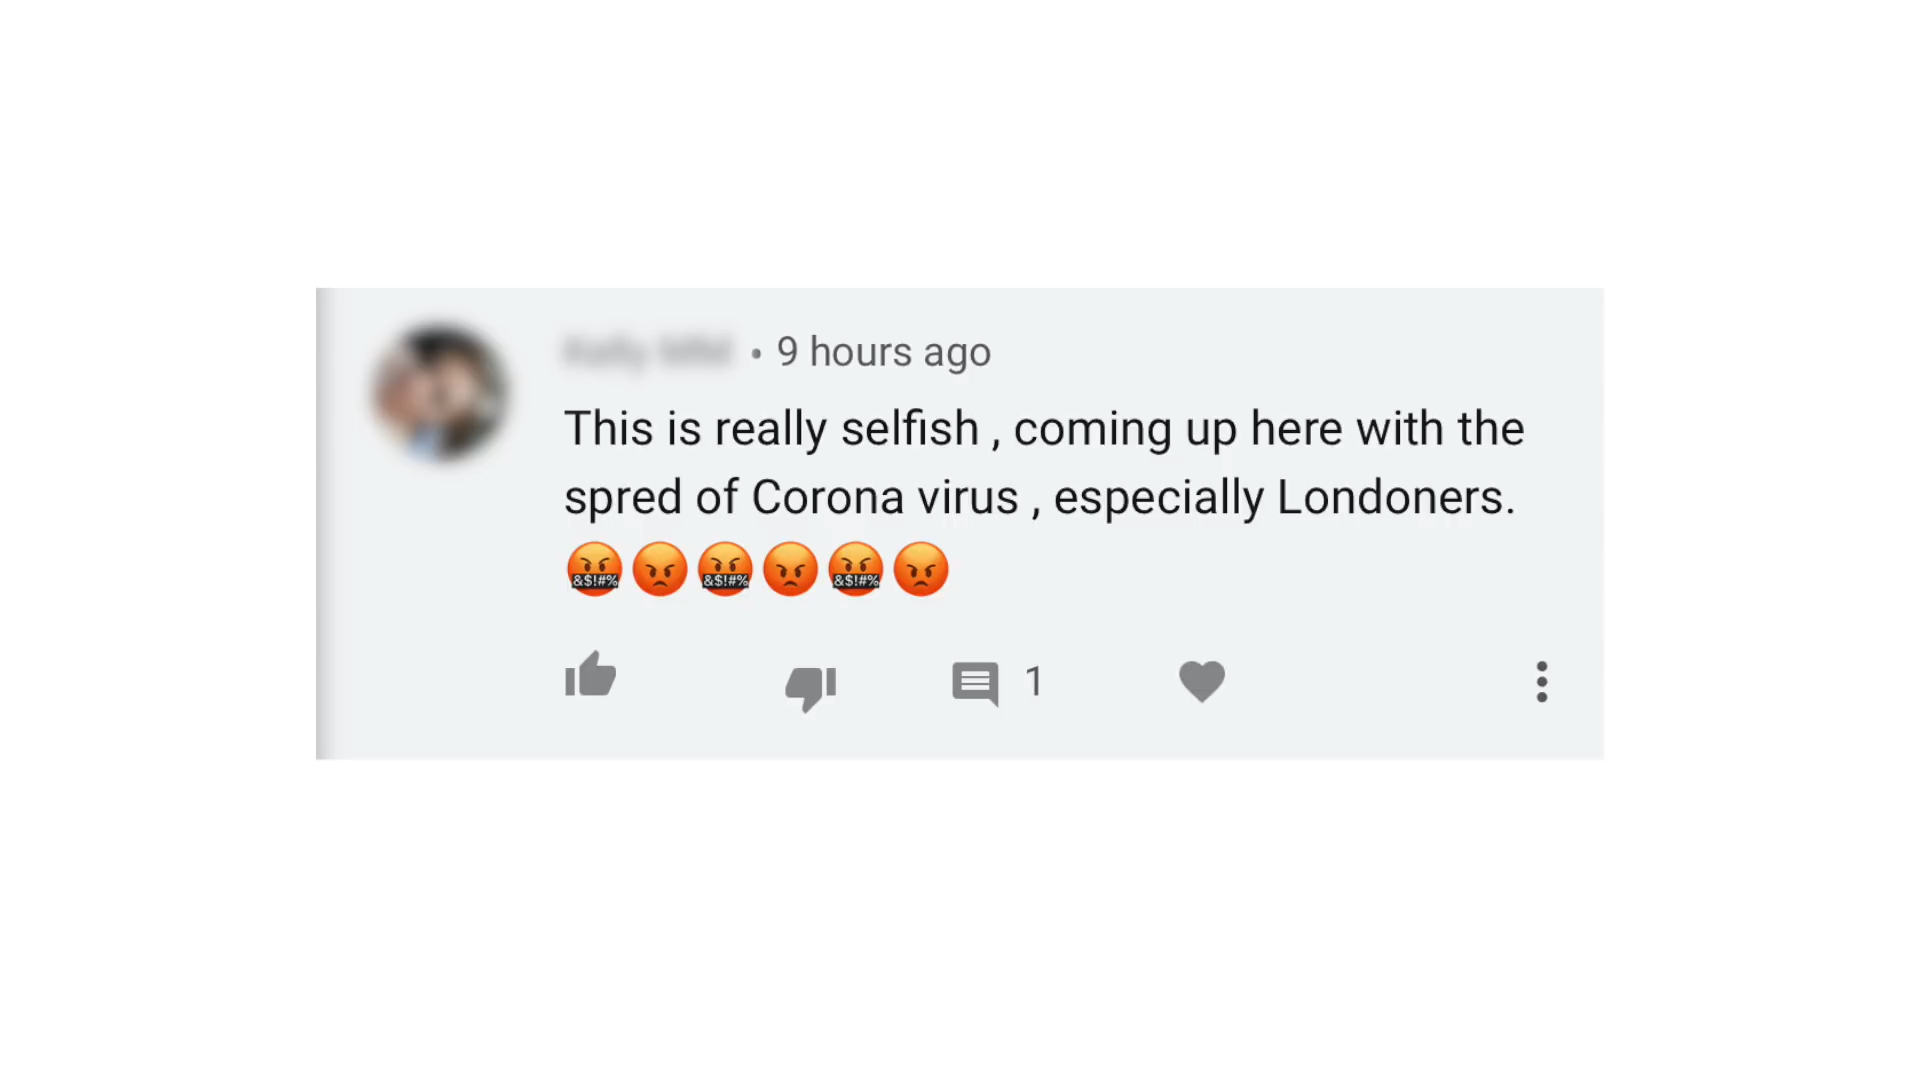 • 9 hours ago
This is really selfish , coming up here with the
spred of Corona virus , especially Londoners.
🤬😡🤬😡🤬😡
1